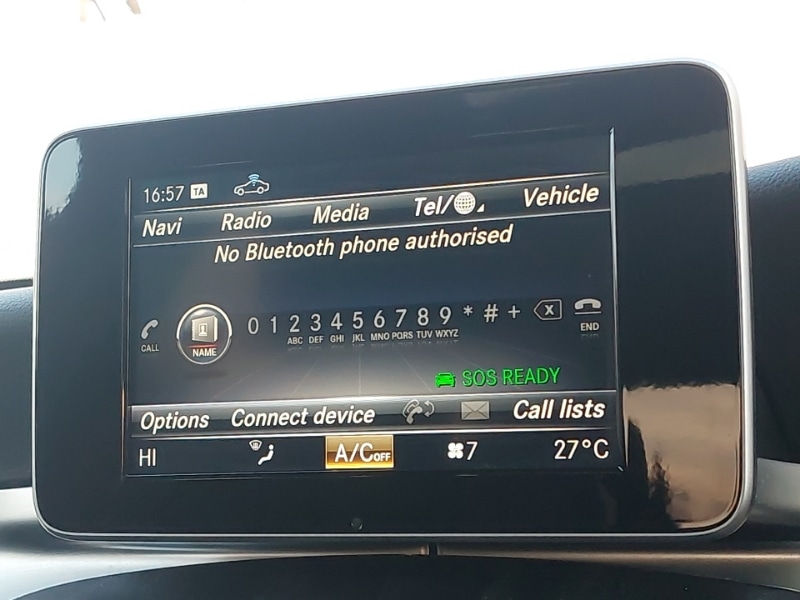 16:57 TA
Navi Radio Media Tel/ Vehicle
No Bluetooth phone authorised
CALL NAME 0 1 2 3 4 5 6 7 8 9 * # + X END
ABC DEF GHI JKL MNO PQRS TUV WXYZ
SOS READY
Options Connect device Call lists
HI A/C OFF 7 27°C